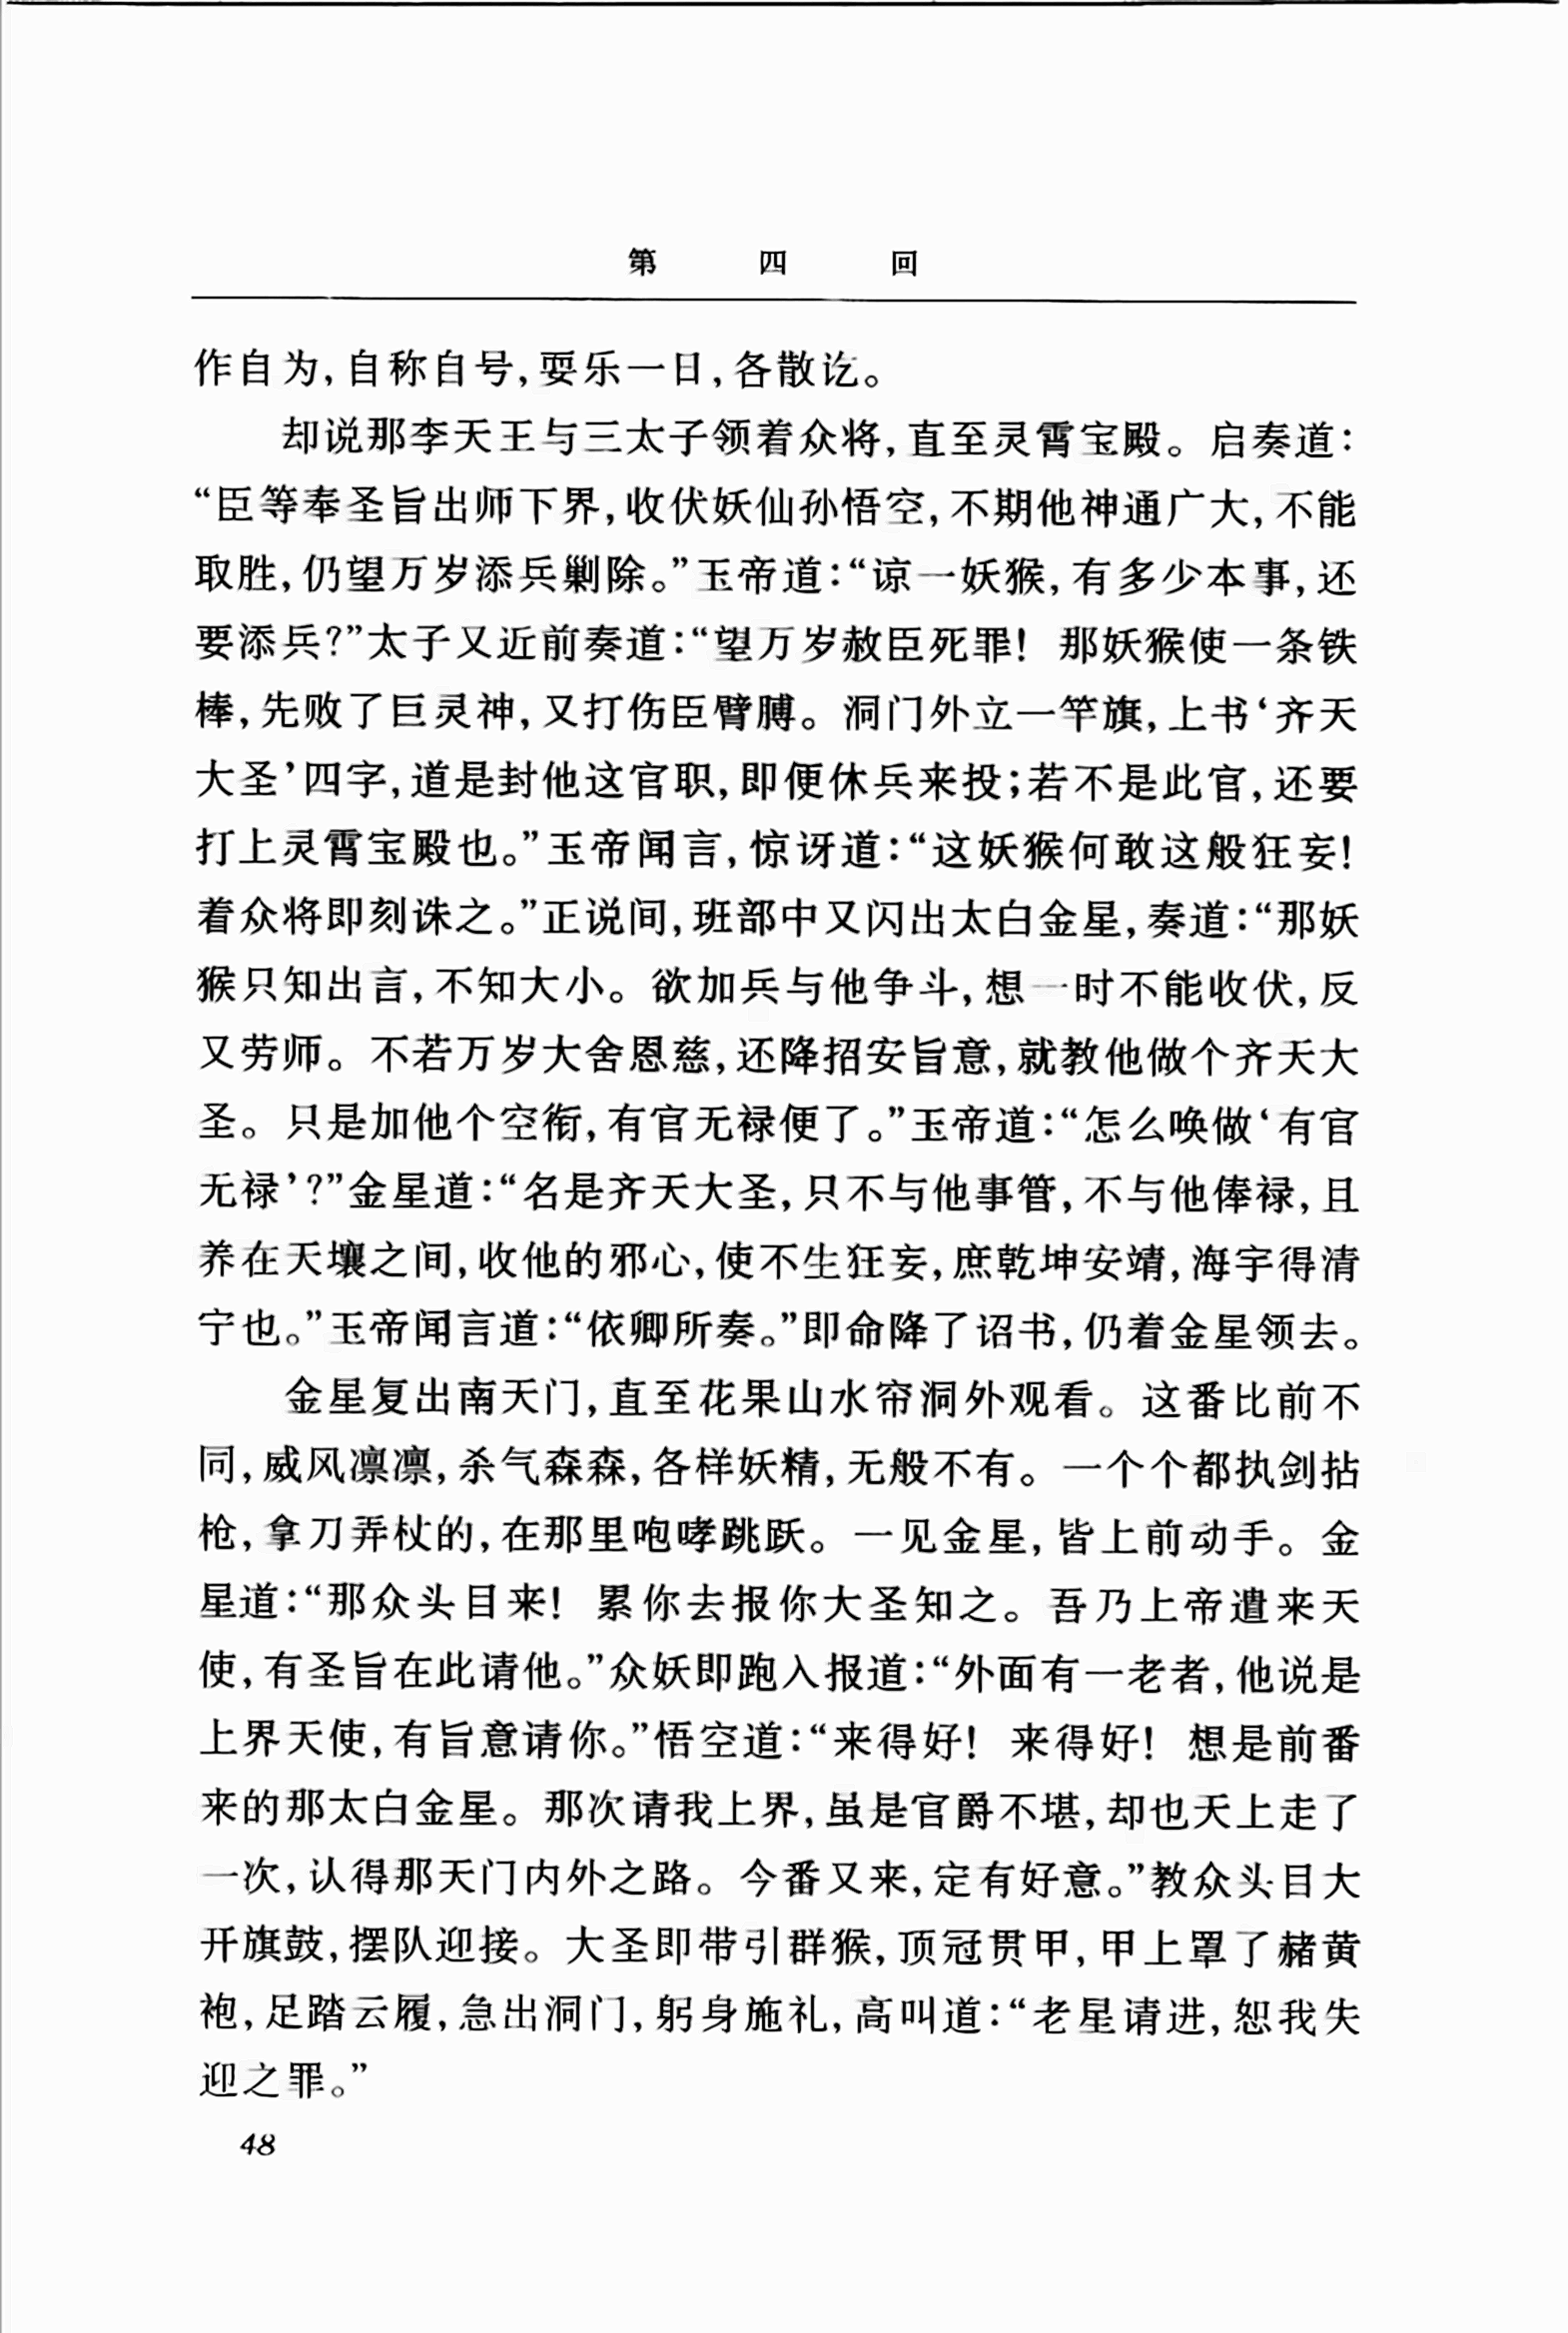 第四回
作自为,自称自号,耍乐一日,各散讫。
却说那李天王与三太子领着众将,直至灵霄宝殿。启奏道:
“臣等奉圣旨出师下界,收伏妖仙孙悟空,不期他神通广大,不能
取胜,仍望万岁添兵剿除。”玉帝道:“谅一妖猴,有多少本事,还
要添兵?”太子又近前奏道:“望万岁赦臣死罪! 那妖猴使一条铁
棒,先败了巨灵神,又打伤臣臂膊。洞门外立一竿旗,上书‘齐天
大圣’四字,道是封他这官职,即便休兵来投;若不是此官,还要
打上灵霄宝殿也。”玉帝闻言,惊讶道:“这妖猴何敢这般狂妄!
着众将即刻诛之。”正说间,班部中又闪出太白金星,奏道:“那妖
猴只知出言,不知大小。欲加兵与他争斗,想一时不能收伏,反
又劳师。不若万岁大舍恩慈,还降招安旨意,就教他做个齐天大
圣。只是加他个空衔,有官无禄便了。”玉帝道:“怎么唤做‘有官
无禄’?”金星道:“名是齐天大圣,只不与他事管,不与他俸禄,且
养在天壤之间,收他的邪心,使不生狂妄,庶乾坤安靖,海宇得清
宁也。”玉帝闻言道:“依卿所奏。”即命降了诏书,仍着金星领去。
金星复出南天门,直至花果山水帘洞外观看。这番比前不
同,威风凛凛,杀气森森,各样妖精,无般不有。一个个都执剑拈
枪,拿刀弄杖的,在那里咆哮跳跃。一见金星,皆上前动手。金
星道:“那众头目来! 累你去报你大圣知之。吾乃上帝遣来天
使,有圣旨在此请他。”众妖即跑入报道:“外面有一老者,他说是
上界天使,有旨意请你。”悟空道:“来得好! 来得好! 想是前番
来的那太白金星。那次请我上界,虽是官爵不堪,却也天上走了
一次,认得那天门内外之路。今番又来,定有好意。”教众头目大
开旗鼓,摆队迎接。大圣即带引群猴,顶冠贯甲,甲上罩了赭黄
袍,足踏云履,急出洞门,躬身施礼,高叫道:“老星请进,恕我失
迎之罪。”
48